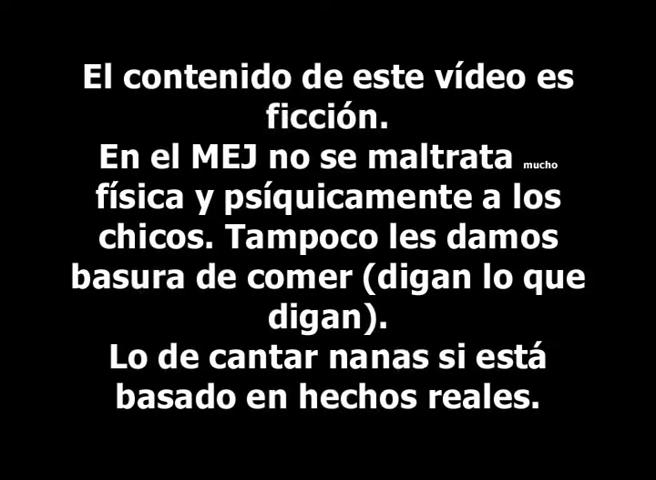 El contenido de este vídeo es
ficción.
En el MEJ no se maltrata mucho
física y psíquicamente a los
chicos. Tampoco les damos
basura de comer (digan lo que
digan).
Lo de cantar nanas si está
basado en hechos reales.